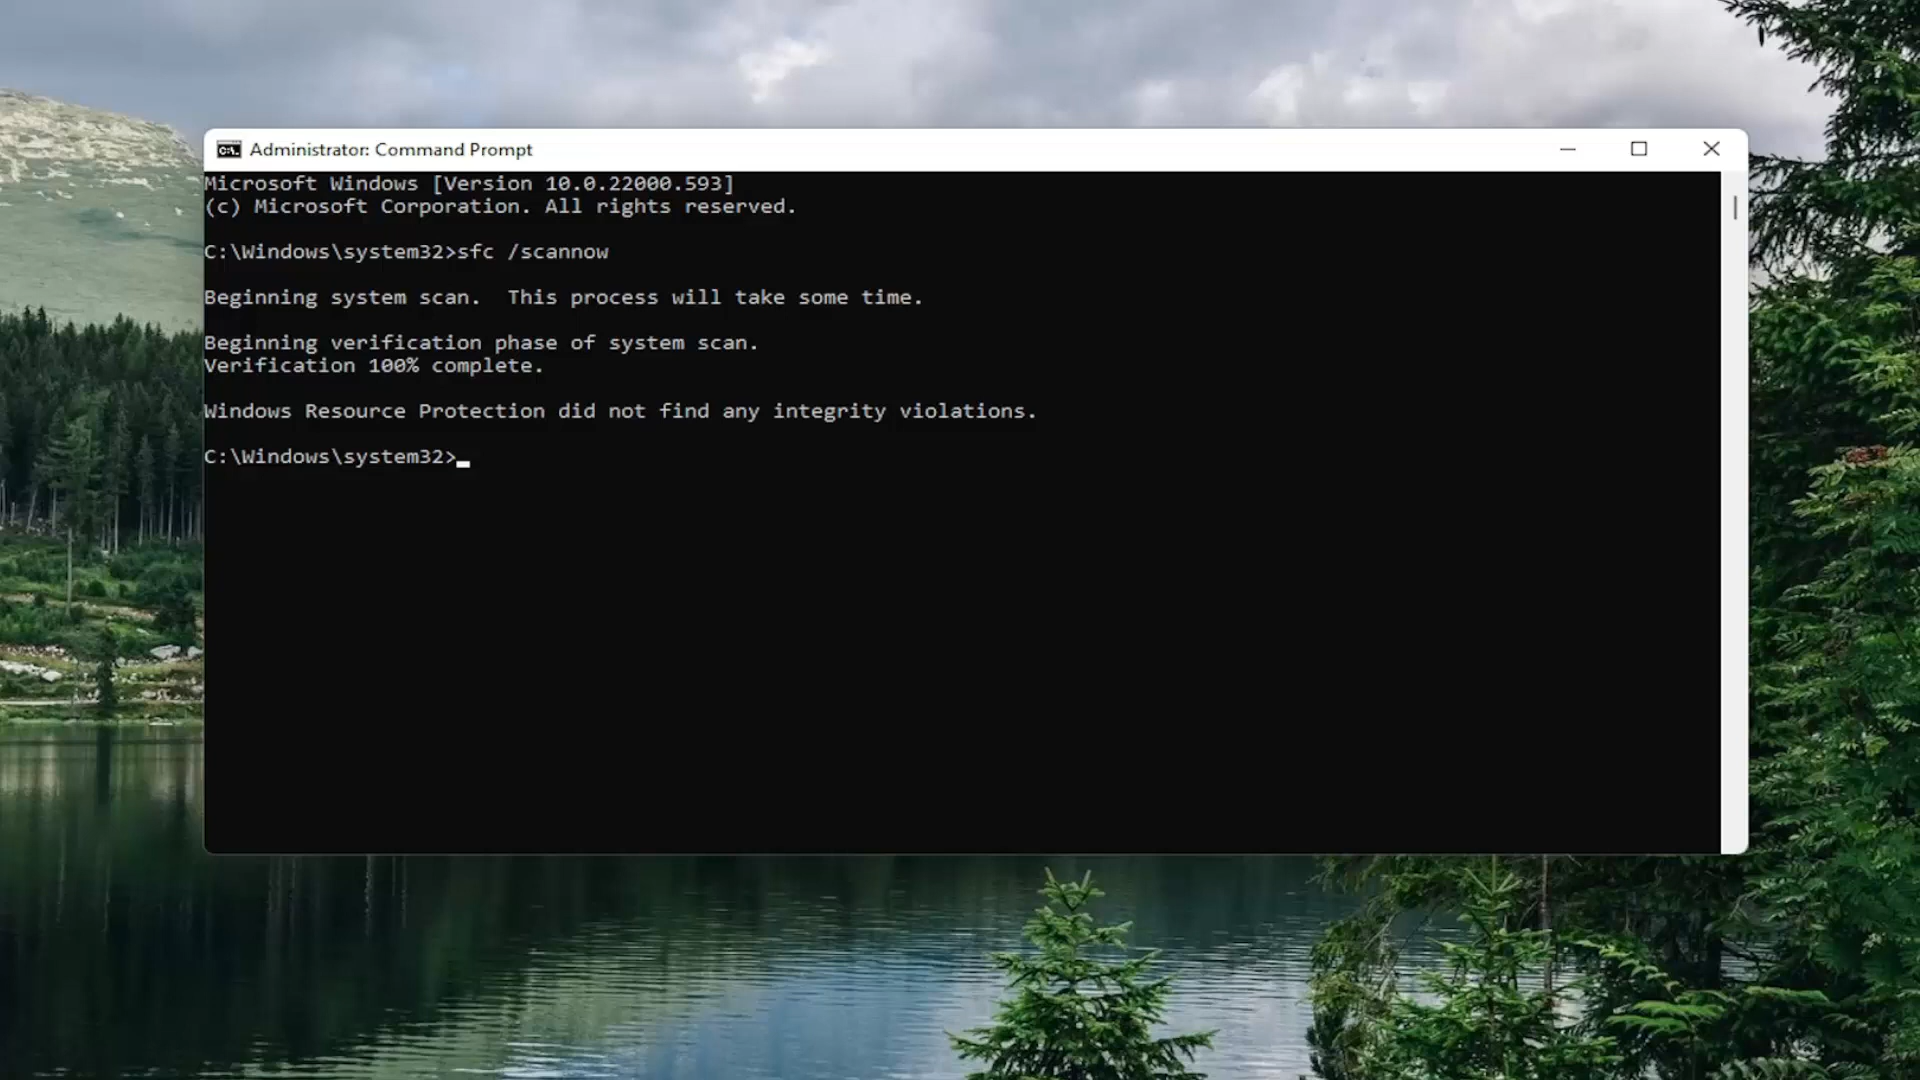 Administrator: Command Prompt
Microsoft Windows [Version 10.0.22000.593]
(c) Microsoft Corporation. All rights reserved.
C:\Windows\system32>sfc /scannow
Beginning system scan.  This process will take some time.
Beginning verification phase of system scan.
Verification 100% complete.
Windows Resource Protection did not find any integrity violations.
C:\Windows\system32>